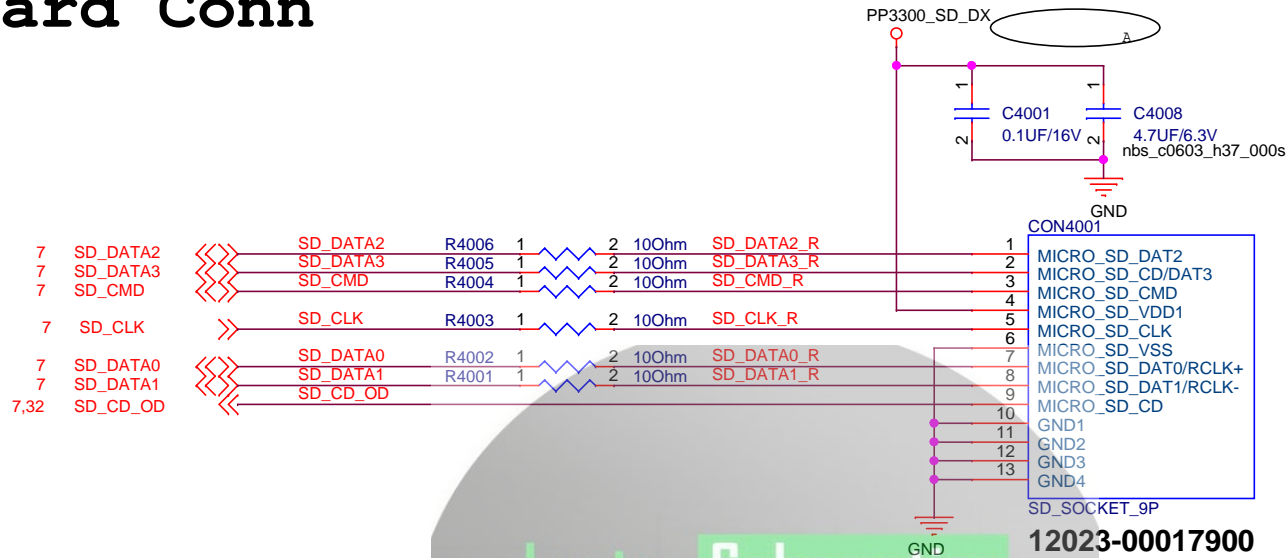 ard Conn
PP3300_SD_DX
A
1 1
C4001 C4008
0.1UF/16V 4.7UF/6.3V
2 2
nbs_c0603_h37_000s
GND
CON4001
7 SD_DATA2 SD_DATA2 R4006 1 2 10Ohm SD_DATA2_R 1 MICRO_SD_DAT2
7 SD_DATA3 SD_DATA3 R4005 1 2 10Ohm SD_DATA3_R 2 MICRO_SD_CD/DAT3
7 SD_CMD SD_CMD R4004 1 2 10Ohm SD_CMD_R 3 MICRO_SD_CMD
4 MICRO_SD_VDD1
7 SD_CLK SD_CLK R4003 1 2 10Ohm SD_CLK_R 5 MICRO_SD_CLK
6 MICRO_SD_VSS
7 SD_DATA0 SD_DATA0 R4002 1 2 10Ohm SD_DATA0_R 7 MICRO_SD_DAT0/RCLK+
7 SD_DATA1 SD_DATA1 R4001 1 2 10Ohm SD_DATA1_R 8 MICRO_SD_DAT1/RCLK-
7,32 SD_CD_OD SD_CD_OD 9 MICRO_SD_CD
10 GND1
11 GND2
12 GND3
13 GND4
SD_SOCKET_9P
GND
12023-00017900